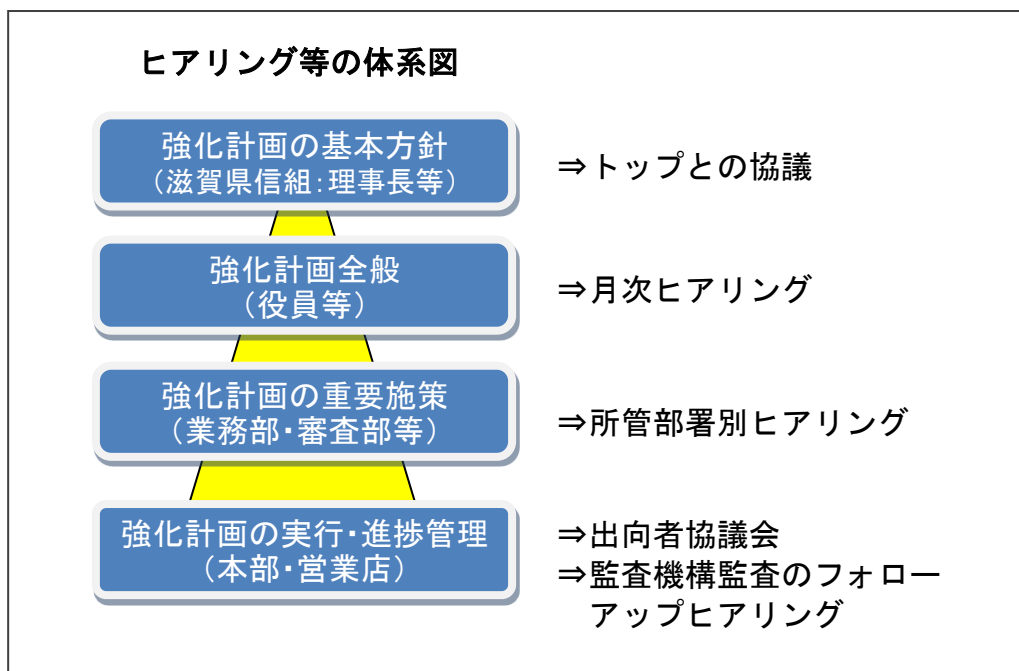 ヒアリング等の体系図
強化計画の基本方針
（滋賀県信組：理事長等）
⇒トップとの協議
強化計画全般
（役員等）
⇒月次ヒアリング
強化計画の重要施策
（業務部・審査部等）
⇒所管部署別ヒアリング
強化計画の実行・進捗管理
（本部・営業店）
⇒出向者協議会
⇒監査機構監査のフォロー
アップヒアリング